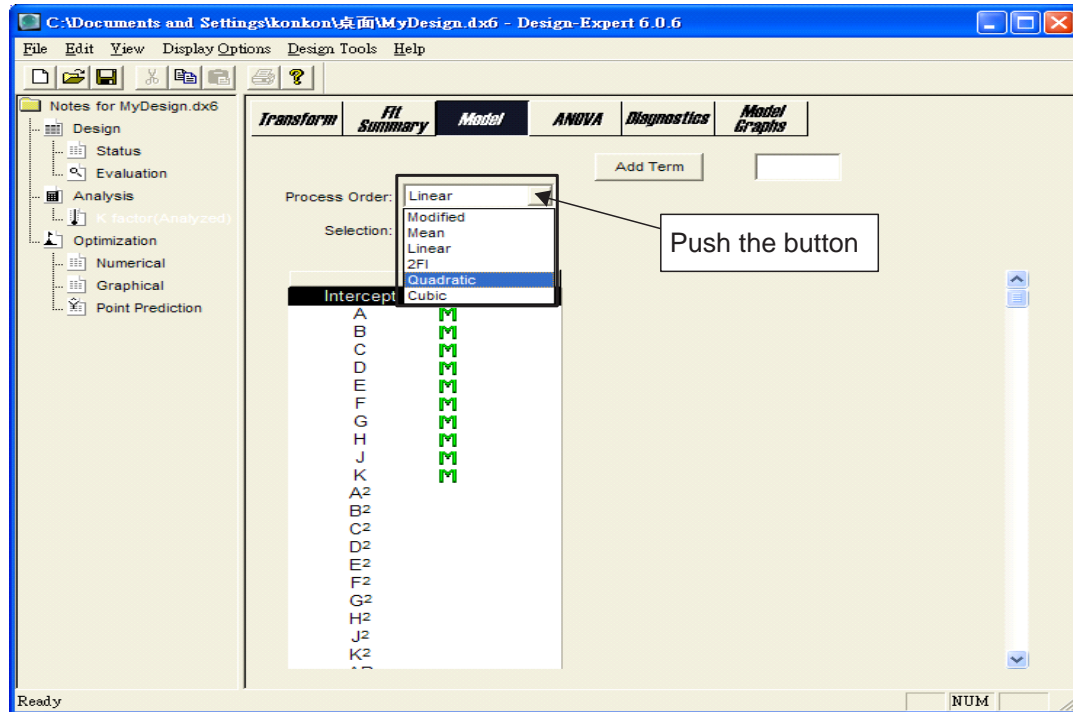 C:\Documents and Settings\konkon\桌面\MyDesign.dx6 - Design-Expert 6.0.6
File Edit View Display Options Design Tools Help
Notes for MyDesign.dx6
Design
Status
Evaluation
Analysis
K factor(Analyzed)
Optimization
Numerical
Graphical
Point Prediction
Transform Fit Summary Model ANOVA Diagnostics Model Graphs
Add Term
Process Order: Linear
Selection:
Modified
Mean
Linear
2FI
Quadratic
Cubic
Push the button
Intercept
A M
B M
C M
D M
E M
F M
G M
H M
J M
K M
A2
B2
C2
D2
E2
F2
G2
H2
J2
K2
Ready NUM